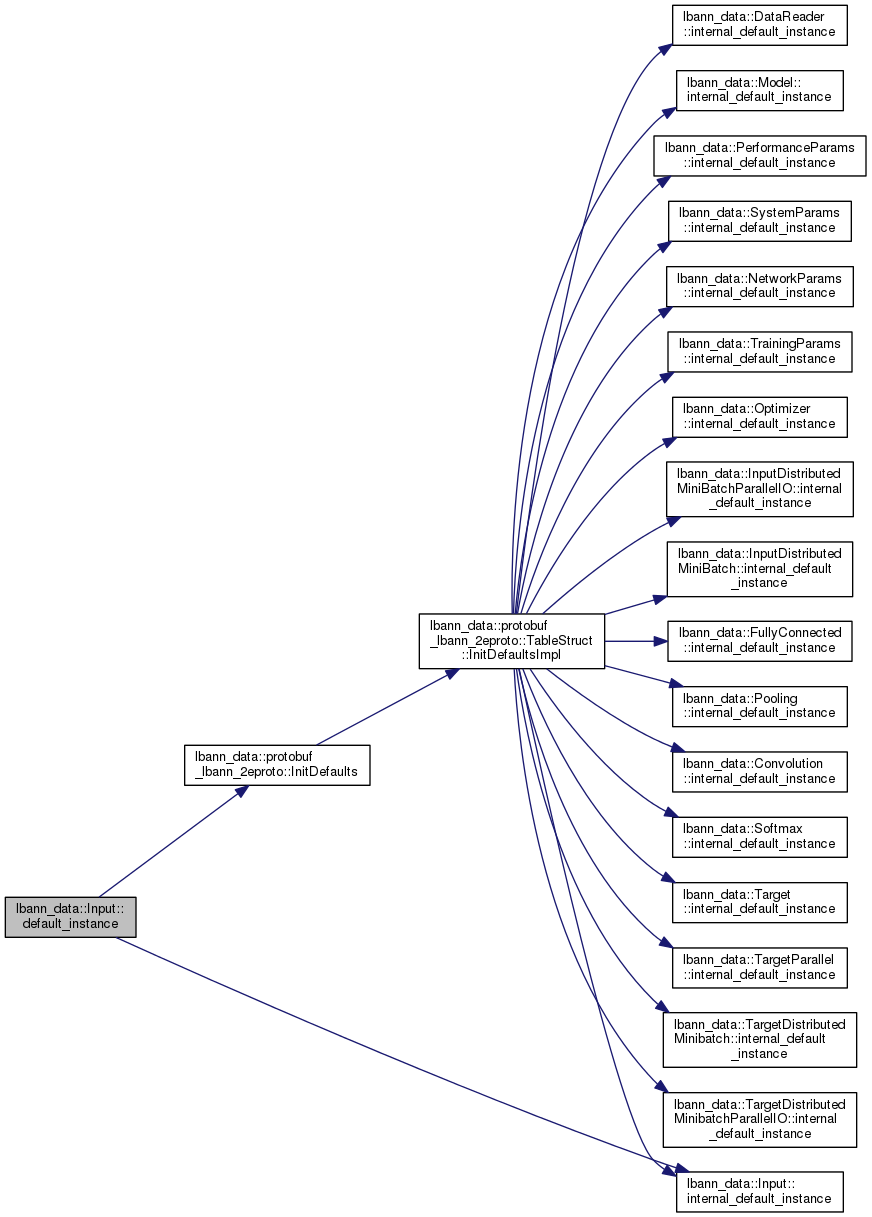 lbann_data::DataReader
::internal_default_instance
lbann_data::Model::
internal_default_instance
lbann_data::PerformanceParams
::internal_default_instance
lbann_data::SystemParams
::internal_default_instance
lbann_data::NetworkParams
::internal_default_instance
lbann_data::TrainingParams
::internal_default_instance
lbann_data::Optimizer
::internal_default_instance
lbann_data::InputDistributed
MiniBatchParallelIO::internal
_default_instance
lbann_data::InputDistributed
MiniBatch::internal_default
_instance
lbann_data::protobuf
_lbann_2eproto::TableStruct
::InitDefaultsImpl
lbann_data::FullyConnected
::internal_default_instance
lbann_data::Pooling
::internal_default_instance
lbann_data::protobuf
_lbann_2eproto::InitDefaults
lbann_data::Convolution
::internal_default_instance
lbann_data::Softmax
::internal_default_instance
lbann_data::Target
::internal_default_instance
lbann_data::Input::
default_instance
lbann_data::TargetParallel
::internal_default_instance
lbann_data::TargetDistributed
Minibatch::internal_default
_instance
lbann_data::TargetDistributed
MinibatchParallelIO::internal
_default_instance
lbann_data::Input::
internal_default_instance